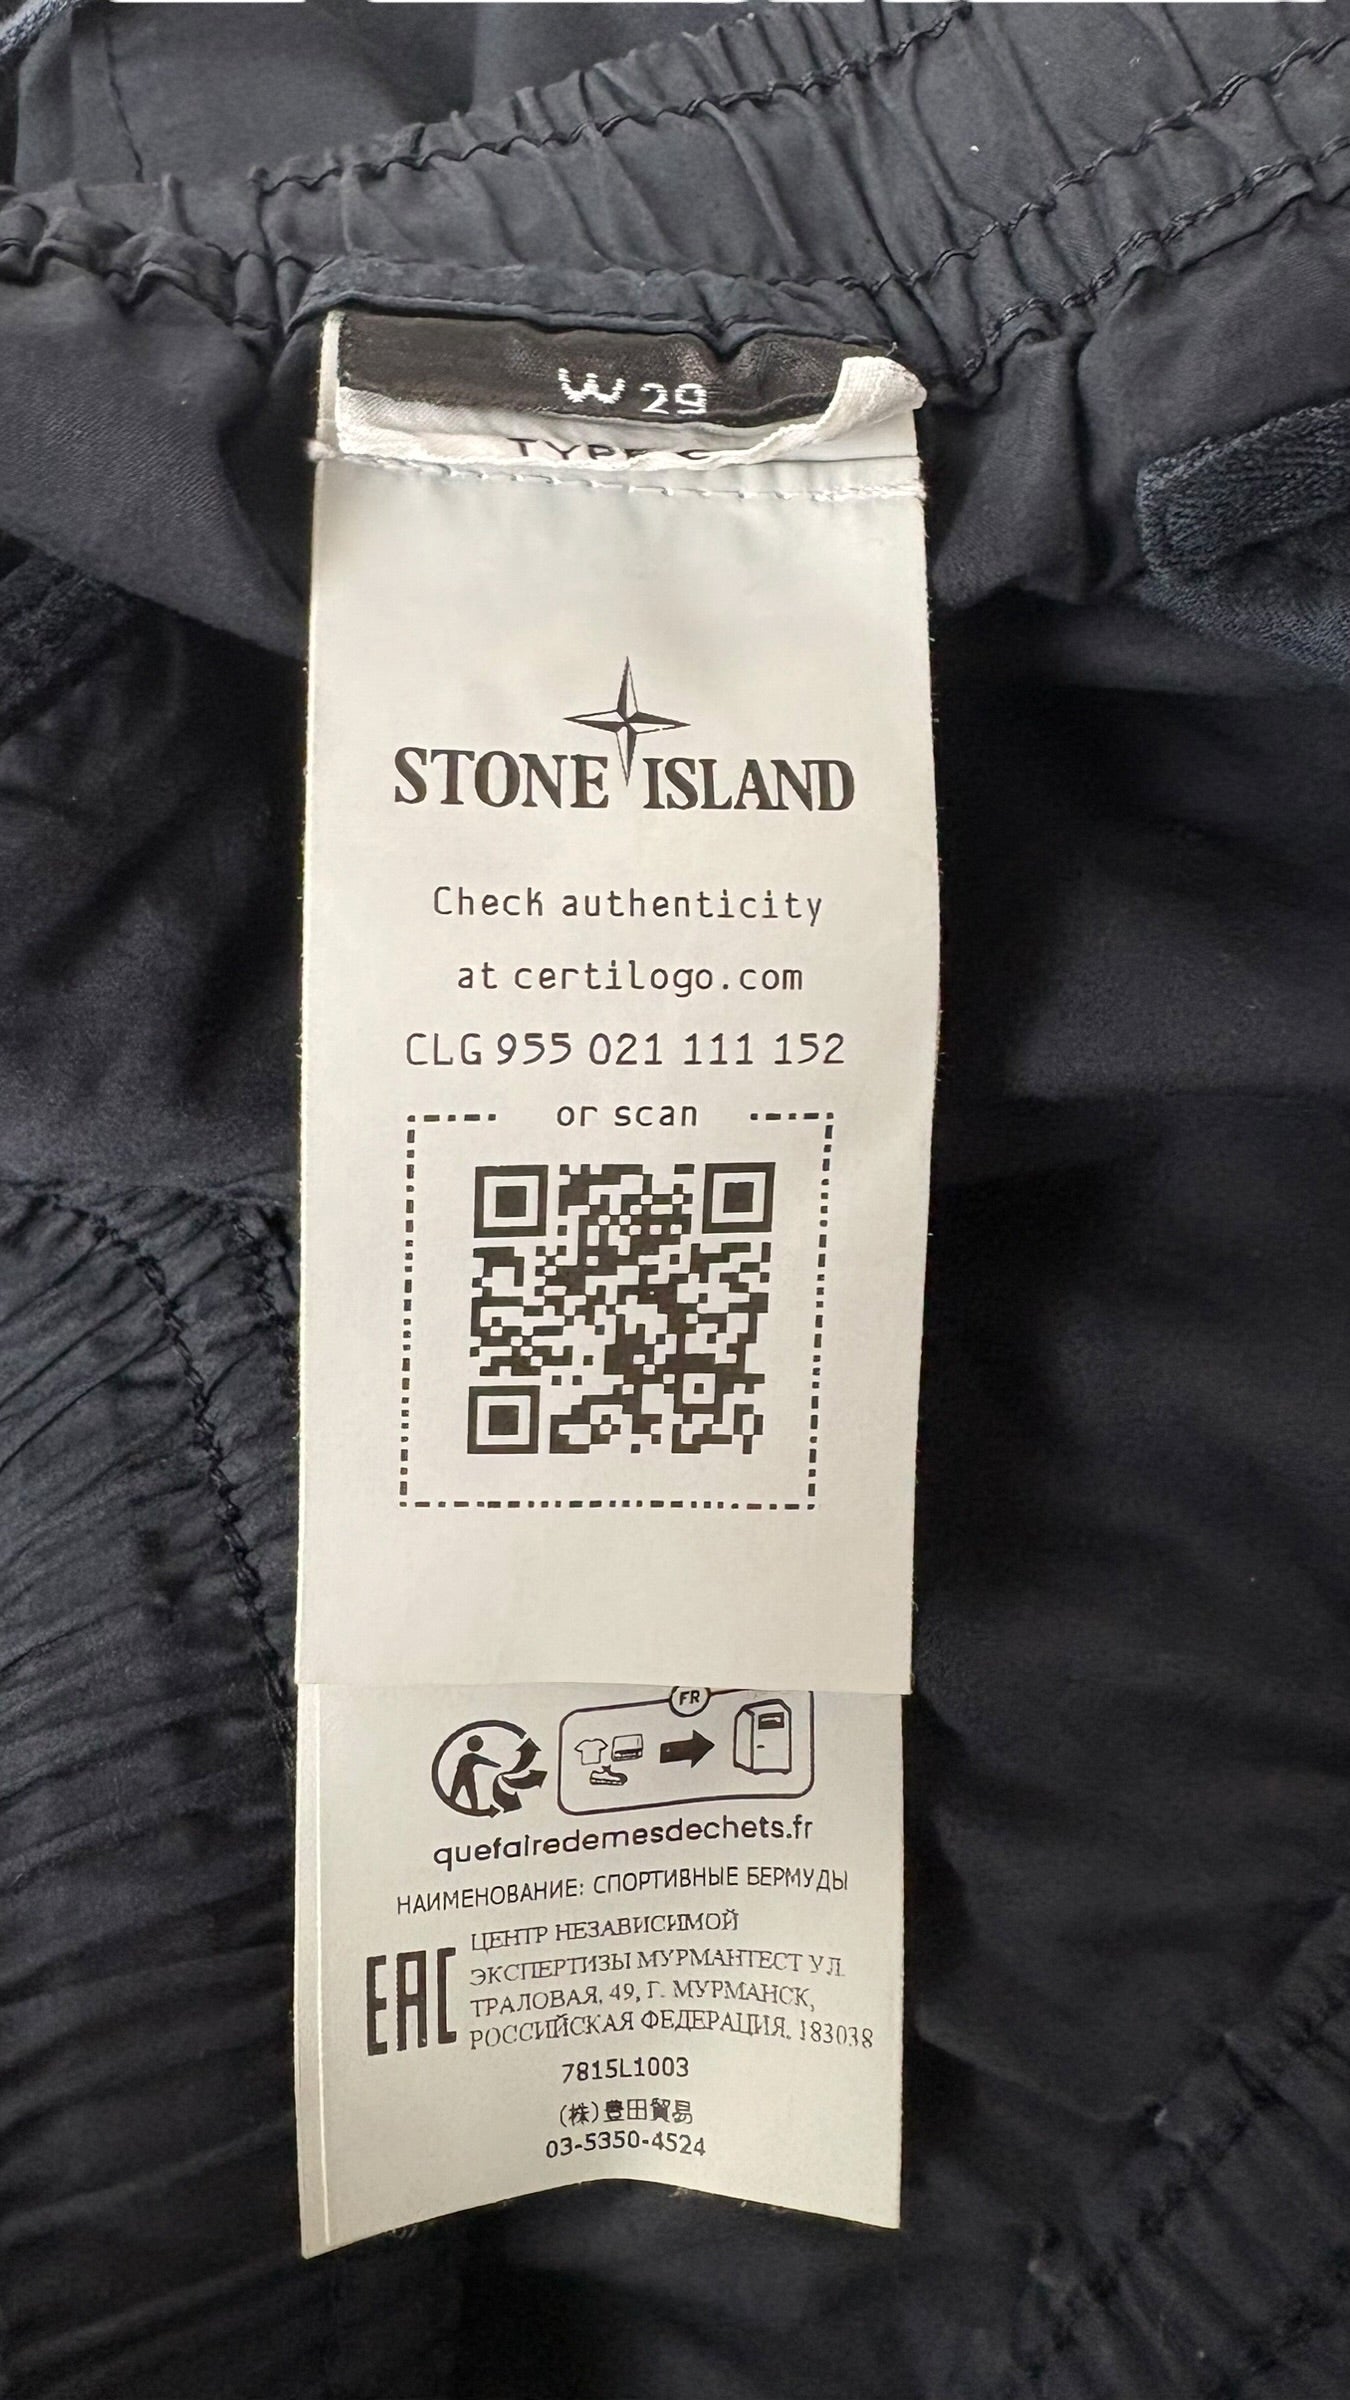 W 29
TYPE
STONE ISLAND
Check authenticity
at certilogo.com
CLG 955 021 111 152
or scan
FR
quefairedemesdechets.fr
НАИМЕНОВАНИЕ: СПОРТИВНЫЕ БЕРМУДЫ
ЦЕНТР НЕЗАВИСИМОЙ
ЭКСПЕРТИЗЫ МУРМАНТЕСТ УЛ.
ТРАЛОВАЯ, 49, Г. МУРМАНСК,
РОССИЙСКАЯ ФЕДЕРАЦИЯ, 183038
EAC
7815L1003
(株)豊田貿易
03-5350-4524